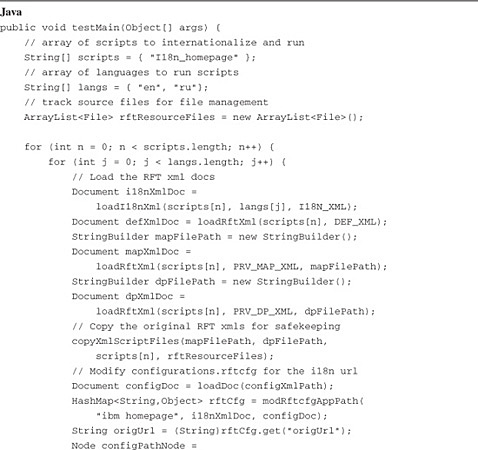 Java
public void testMain(Object[] args) {
    // array of scripts to internationalize and run
    String[] scripts = { "I18n_homepage" };
    // array of languages to run scripts
    String[] langs = { "en", "ru"};
    // track source files for file management
    ArrayList<File> rftResourceFiles = new ArrayList<File>();

    for (int n = 0; n < scripts.length; n++) {
        for (int j = 0; j < langs.length; j++) {
            // Load the RFT xml docs
            Document i18nXmlDoc =
                loadI18nXml(scripts[n], langs[j], I18N_XML);
            Document defXmlDoc = loadRftXml(scripts[n], DEF_XML);
            StringBuilder mapFilePath = new StringBuilder();
            Document mapXmlDoc =
                loadRftXml(scripts[n], PRV_MAP_XML, mapFilePath);
            StringBuilder dpFilePath = new StringBuilder();
            Document dpXmlDoc =
                loadRftXml(scripts[n], PRV_DP_XML, dpFilePath);
            // Copy the original RFT xmls for safekeeping
            copyXmlScriptFiles(mapFilePath, dpFilePath,
                scripts[n], rftResourceFiles);
            // Modify configurations.rftcfg for the i18n url
            Document configDoc = loadDoc(configXmlPath);
            HashMap<String,Object> rftCfg = modRftcfgAppPath(
                "ibm homepage", i18nXmlDoc, configDoc);
            String origUrl = (String)rftCfg.get("origUrl");
            Node configPathNode =